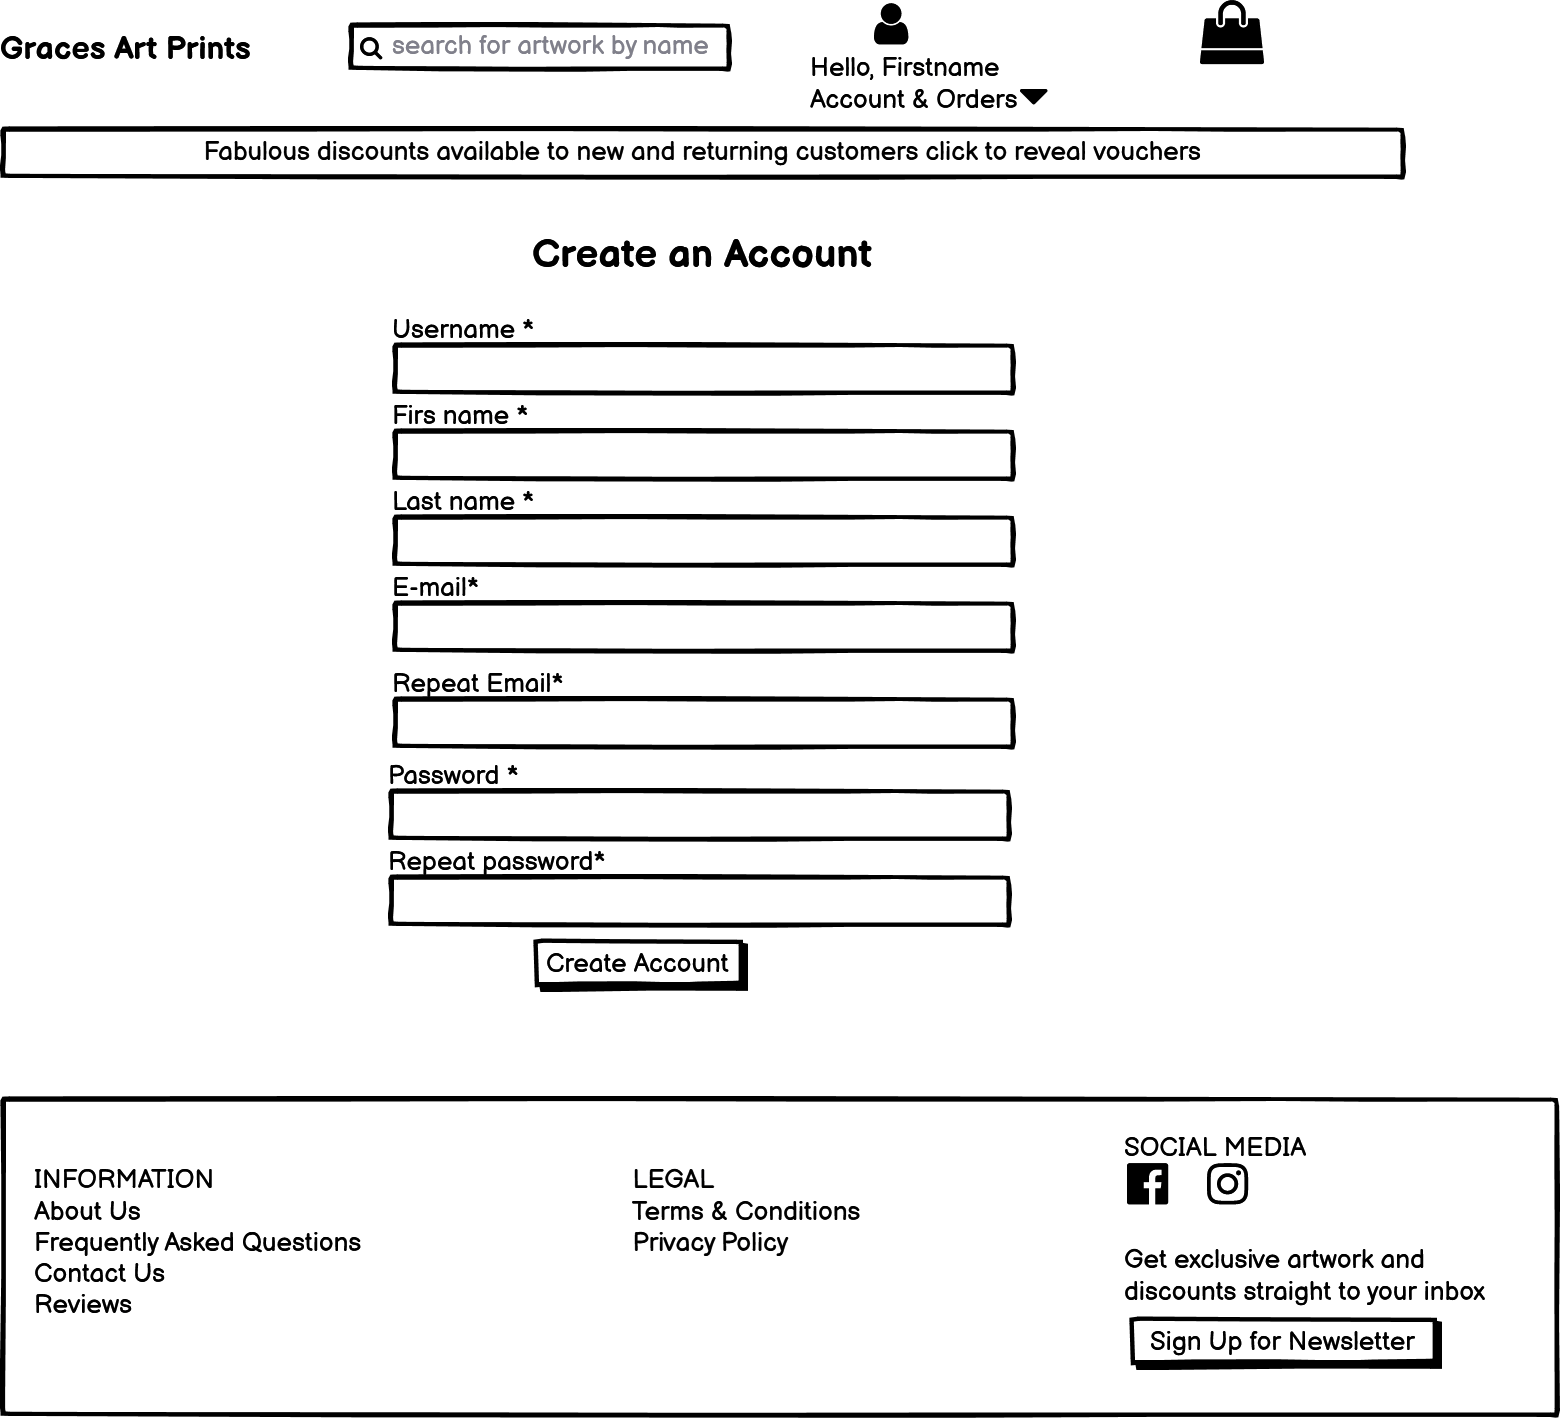 Graces Art Prints
search for artwork by name
Hello, Firstname
Account & Orders
Fabulous discounts available to new and returning customers click to reveal vouchers
Create an Account
Username *
Firs name *
Last name *
E-mail*
Repeat Email*
Password *
Repeat password*
Create Account
INFORMATION
About Us
Frequently Asked Questions
Contact Us
Reviews
LEGAL
Terms & Conditions
Privacy Policy
SOCIAL MEDIA
Get exclusive artwork and
discounts straight to your inbox
Sign Up for Newsletter